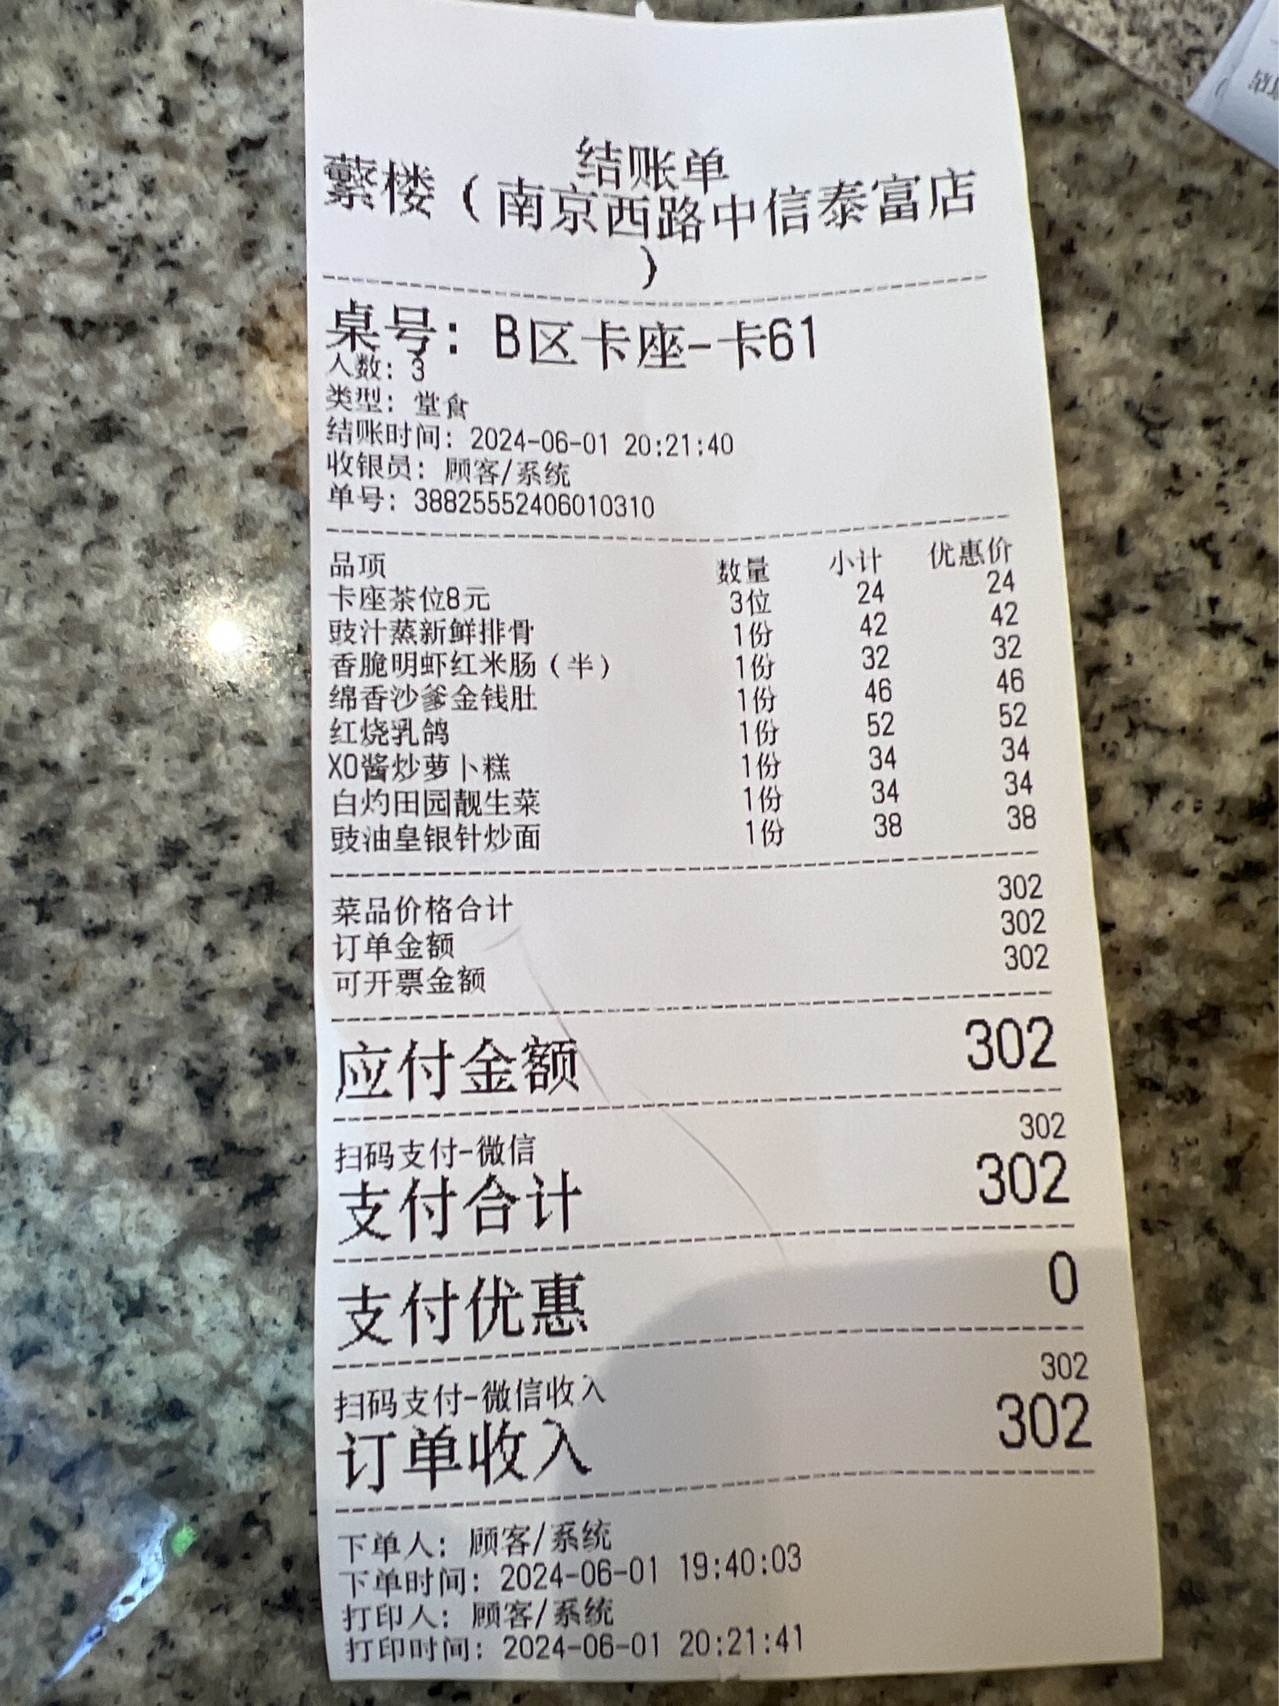 结账单
蘩楼（南京西路中信泰富店
）
桌号：B区卡座-卡61
人数：3
类型：堂食
结账时间：2024-06-01 20:21:40
收银员：顾客/系统
单号：38825552406010310
品项 数量 小计 优惠价
卡座茶位8元 3位 24 24
豉汁蒸新鲜排骨 1份 42 42
香脆明虾红米肠（半） 1份 32 32
绵香沙爹金钱肚 1份 46 46
红烧乳鸽 1份 52 52
XO酱炒萝卜糕 1份 34 34
白灼田园靓生菜 1份 34 34
豉油皇银针炒面 1份 38 38
菜品价格合计 302
订单金额 302
可开票金额 302
应付金额 302
扫码支付-微信 302
支付合计 302
支付优惠 0
扫码支付-微信收入 302
订单收入 302
下单人：顾客/系统
下单时间：2024-06-01 19:40:03
打印人：顾客/系统
打印时间：2024-06-01 20:21:41